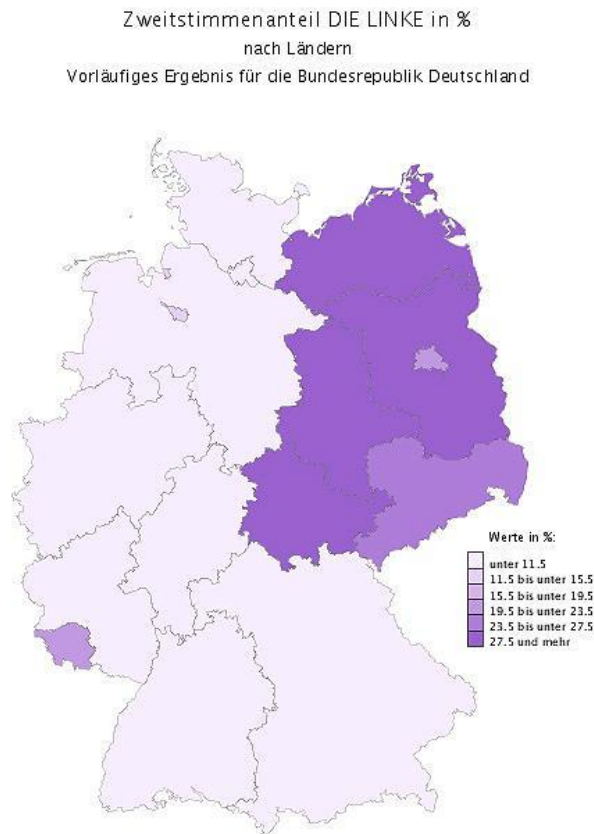 Zweitstimmenanteil DIE LINKE in %
nach Ländern
Vorläufiges Ergebnis für die Bundesrepublik Deutschland
Werte in %:
unter 11.5
11.5 bis unter 15.5
15.5 bis unter 19.5
19.5 bis unter 23.5
23.5 bis unter 27.5
27.5 und mehr